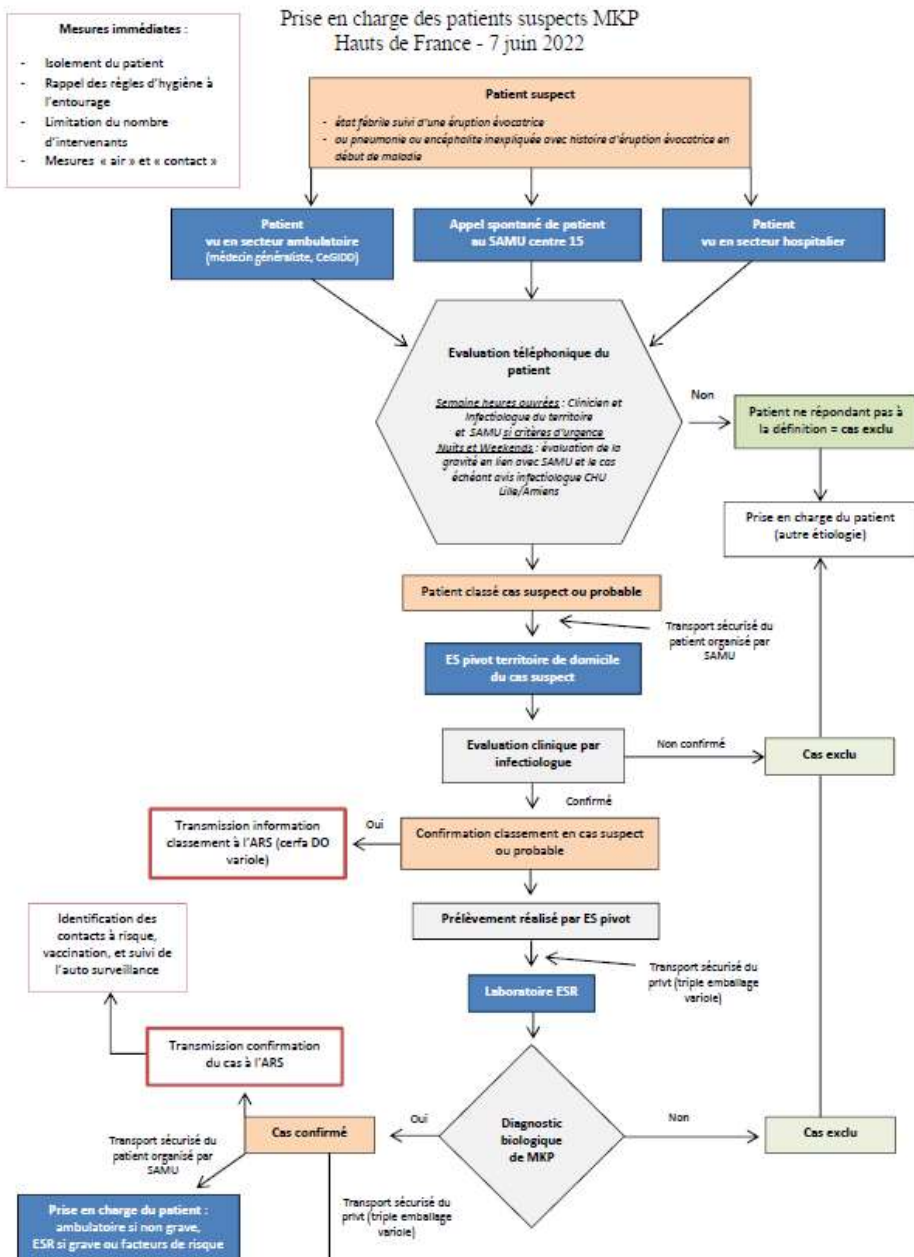 Prise en charge des patients suspects MKP
Hauts de France - 7 juin 2022
Mesures immédiates :
- Isolement du patient
- Rappel des règles d'hygiène à
l'entourage
- Limitation du nombre
d'intervenants
- Mesures « air » et « contact »
Patient suspect
- état fébrile suivi d'une éruption évocatrice
- ou pneumonie ou encéphalite inexpliquée avec histoire d'éruption évocatrice en
début de maladie
Patient
vu en secteur ambulatoire
(médecin généraliste, CeGIDD)
Appel spontané de patient
au SAMU centre 15
Patient
vu en secteur hospitalier
Evaluation téléphonique du
patient
Semaine heures ouvrées : Clinicien et
Infectiologue du territoire
et SAMU si critères d'urgence
Nuits et Weekends : évaluation de la
gravité en lien avec SAMU et le cas
échéant avis infectiologue CHU
Lille/Amiens
Non
Patient ne répondant pas à
la définition = cas exclu
Prise en charge du patient
(autre étiologie)
Patient classé cas suspect ou probable
Transport sécurisé du
patient organisé par
SAMU
ES pivot territoire de domicile
du cas suspect
Evaluation clinique par
infectiologue
Non confirmé
Cas exclu
Confirmé
Transmission information
classement à l'ARS (cerfa DO
variole)
Oui
Confirmation classement en cas suspect
ou probable
Identification des
contacts à risque,
vaccination, et suivi de
l'auto surveillance
Prélèvement réalisé par ES pivot
Transport sécurisé du
prlvt (triple emballage
variole)
Laboratoire ESR
Transmission confirmation
du cas à l'ARS
Diagnostic
biologique
de MKP
Oui
Non
Cas confirmé
Cas exclu
Transport sécurisé du
patient organisé par
SAMU
Transport sécurisé du
prlvt (triple emballage
variole)
Prise en charge du patient :
ambulatoire si non grave,
ESR si grave ou facteurs de risque